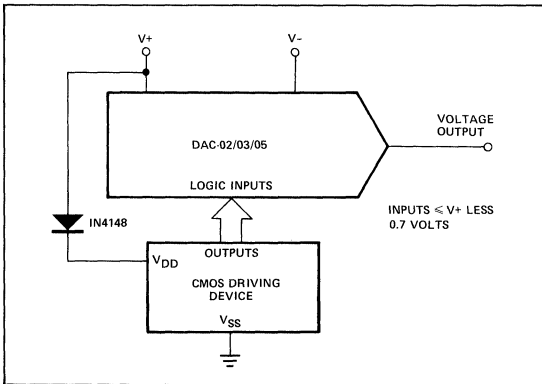 V+
V-
DAC-02/03/05
VOLTAGE
OUTPUT
LOGIC INPUTS
INPUTS ⩽ V+ LESS
0.7 VOLTS
IN4148
VDD
OUTPUTS
CMOS DRIVING
DEVICE
VSS